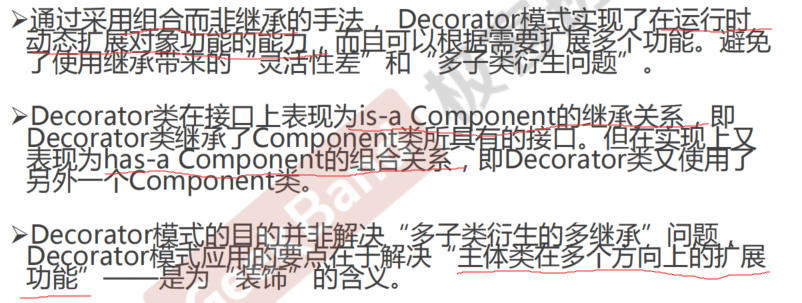 ➢通过采用组合而非继承的手法， Decorator模式实现了在运行时
动态扩展对象功能的能力，而且可以根据需要扩展多个功能。避免
了使用继承带来的“灵活性差”和“多子类衍生问题”。
➢Decorator类在接口上表现为is-a Component的继承关系，即
Decorator类继承了Component类所具有的接口。但在实现上又
表现为has-a Component的组合关系，即Decorator类又使用了
另外一个Component类。
➢Decorator模式的目的并非解决“多子类衍生的多继承”问题，
Decorator模式应用的要点在于解决“主体类在多个方向上的扩展
功能”——是为“装饰”的含义。